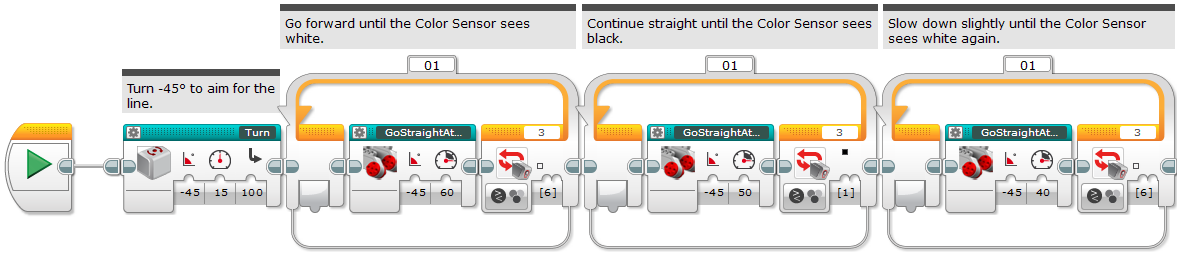 Go forward until the Color Sensor sees
white.
Continue straight until the Color Sensor sees
black.
Slow down slightly until the Color Sensor
sees white again.
Turn -45° to aim for the
line.
01
01
01
Turn
-45 15 100
GoStraightAt...
-45 60
3
[6]
GoStraightAt...
-45 50
3
[1]
GoStraightAt...
-45 40
3
[6]